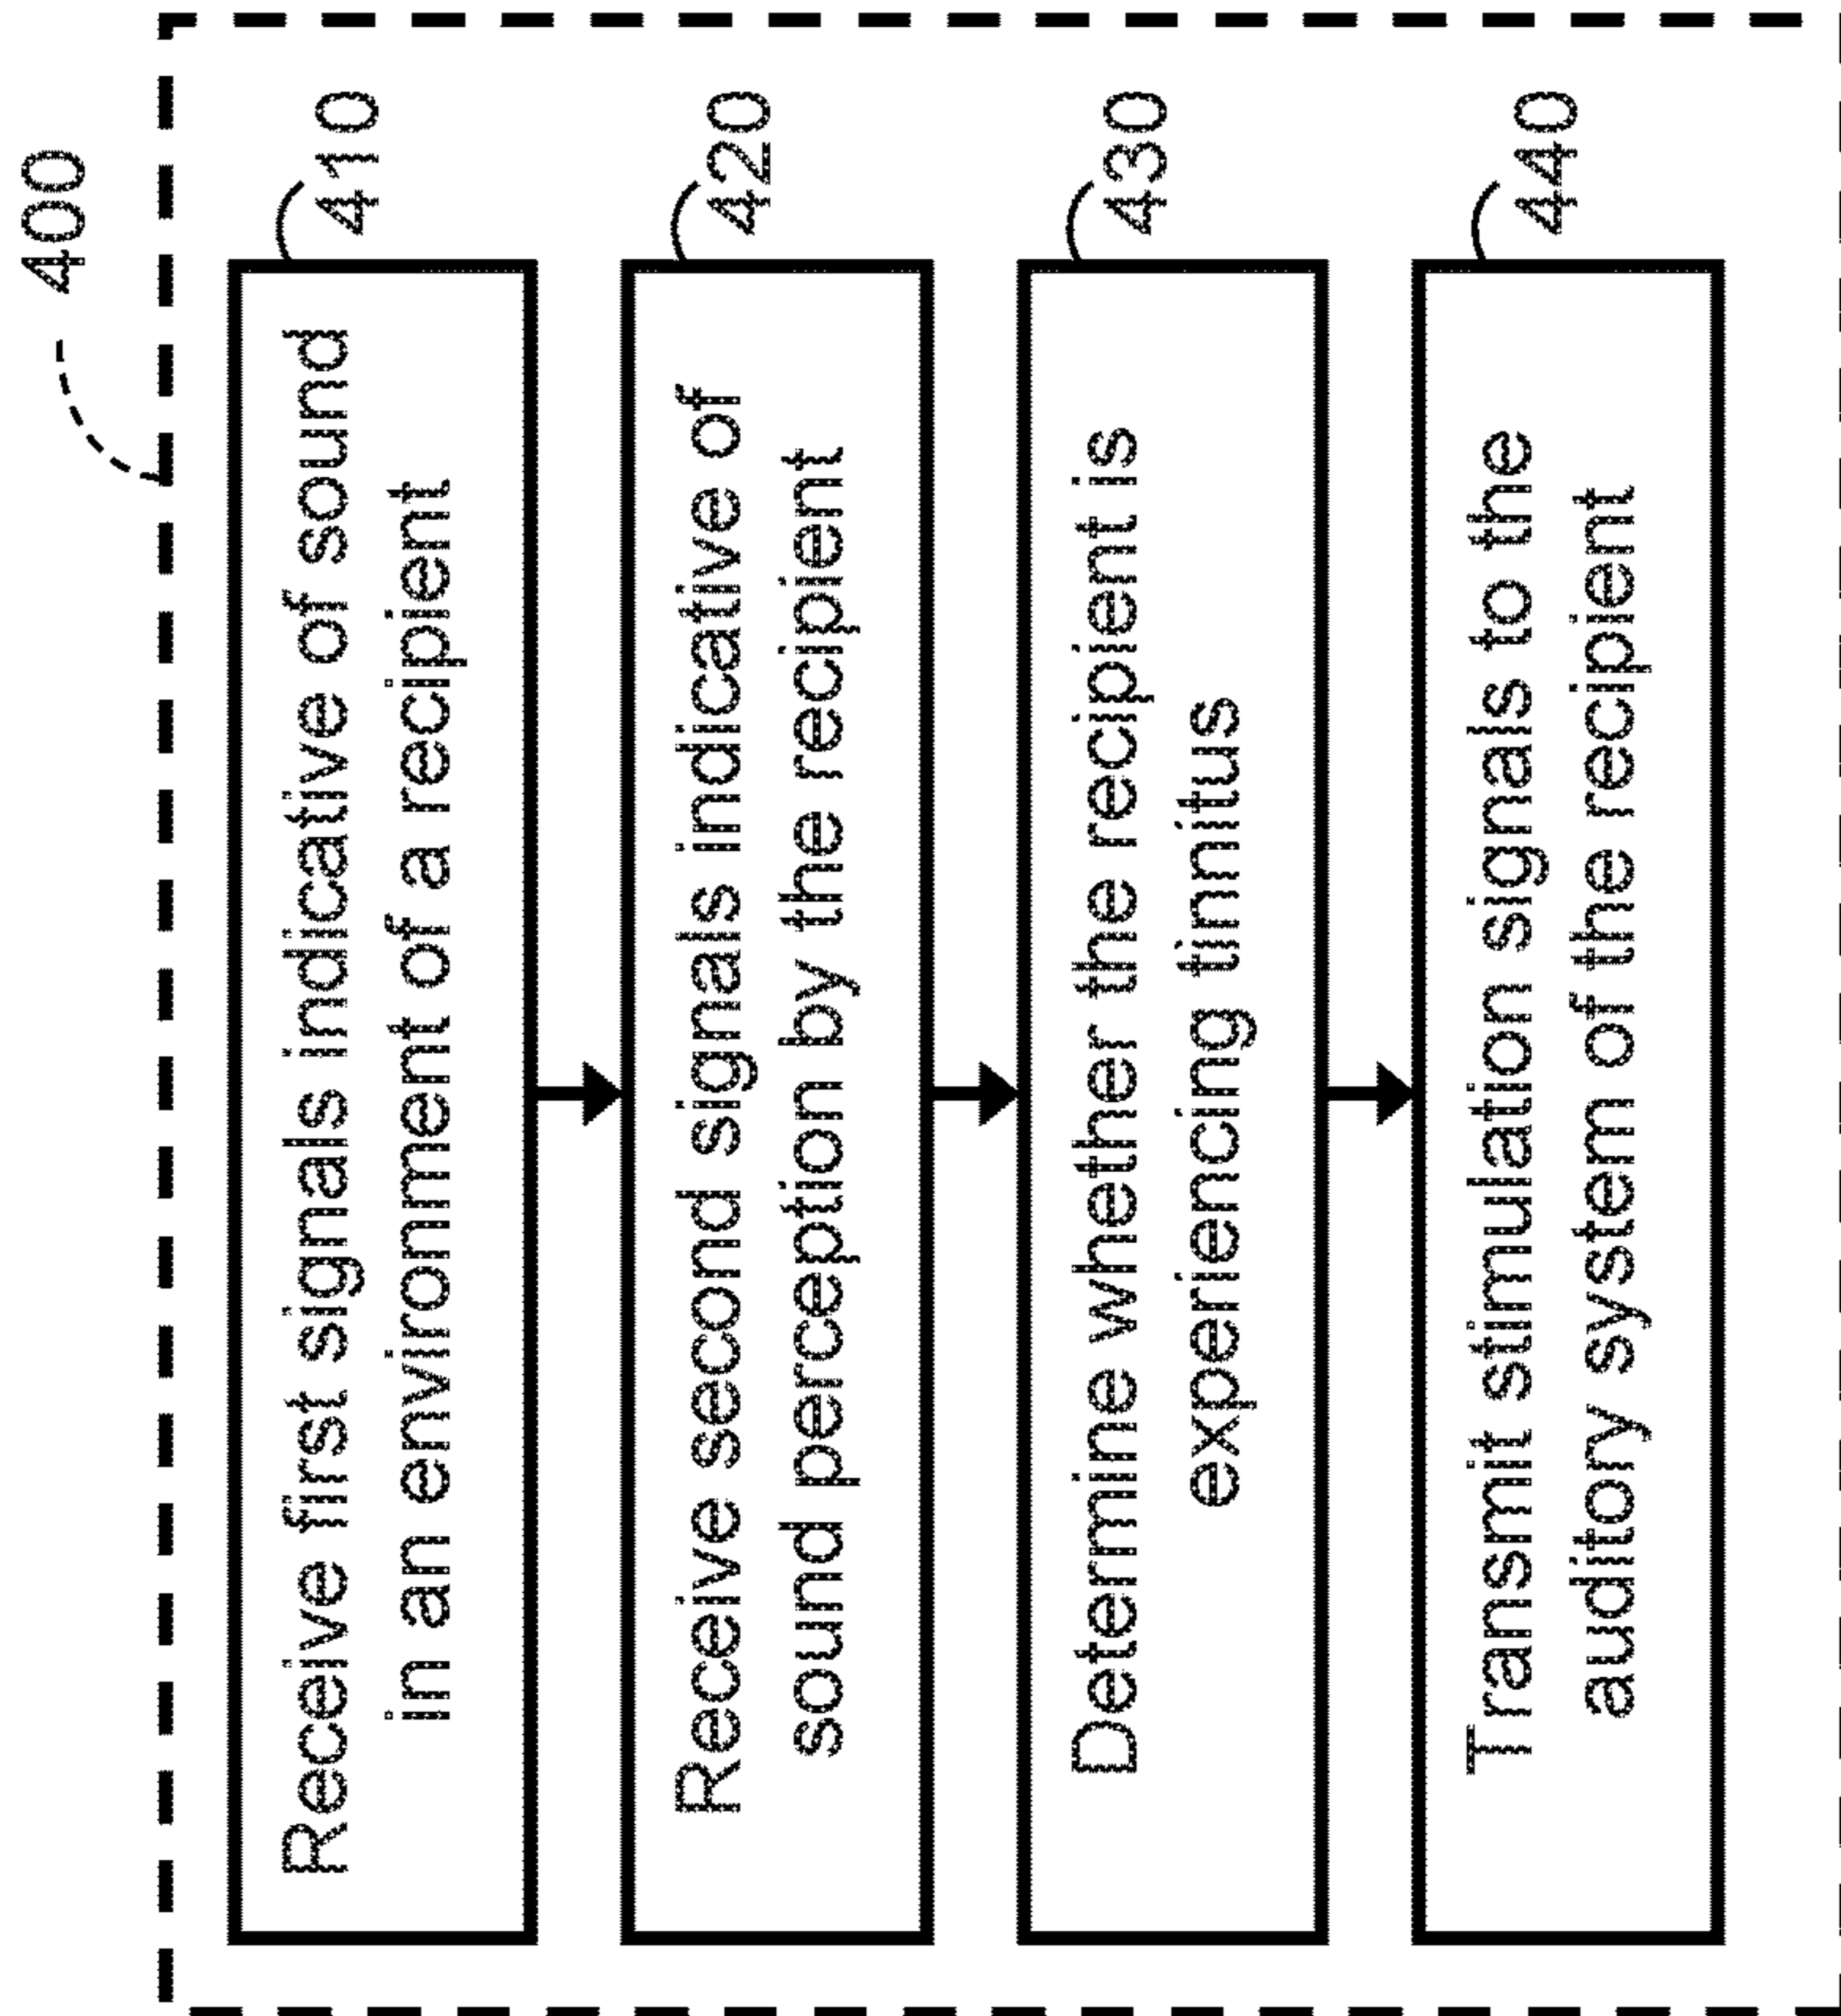 400
Receive first signals indicative of sound
in an environment of a recipient
410
Receive second signals indicative of
sound perception by the recipient
420
Determine whether the recipient is
experiencing tinnitus
430
Transmit stimulation signals to the
auditory system of the recipient
440